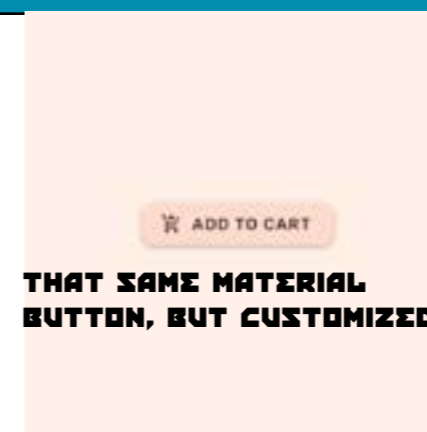 ADD TO CART
THAT SAME MATERIAL
BUTTON, BUT CUSTOMIZED